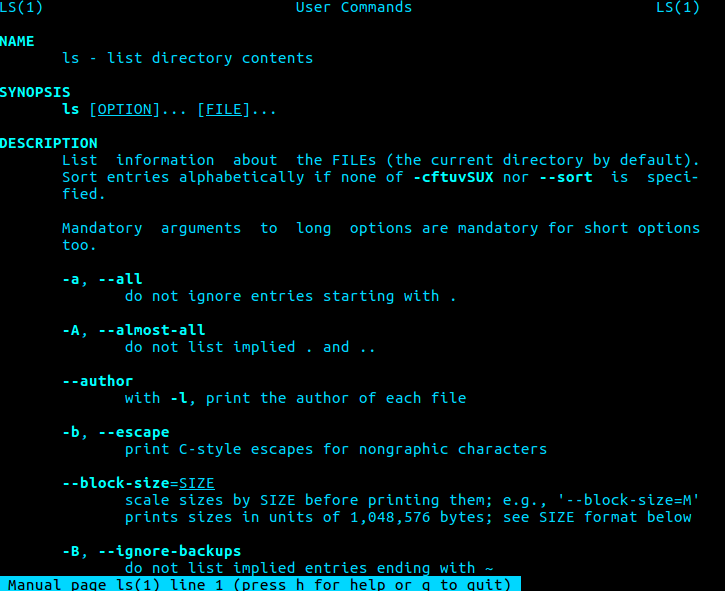 LS(1)                            User Commands                           LS(1)
NAME
ls - list directory contents
SYNOPSIS
ls [OPTION]... [FILE]...
DESCRIPTION
List  information  about  the FILEs (the current directory by default).
Sort entries alphabetically if none of -cftuvSUX nor --sort  is  speci-
fied.
Mandatory  arguments  to  long  options are mandatory for short options
too.
-a, --all
do not ignore entries starting with .
-A, --almost-all
do not list implied . and ..
--author
with -l, print the author of each file
-b, --escape
print C-style escapes for nongraphic characters
--block-size=SIZE
scale sizes by SIZE before printing them; e.g., '--block-size=M'
prints sizes in units of 1,048,576 bytes; see SIZE format below
-B, --ignore-backups
do not list implied entries ending with ~
Manual page ls(1) line 1 (press h for help or q to quit)